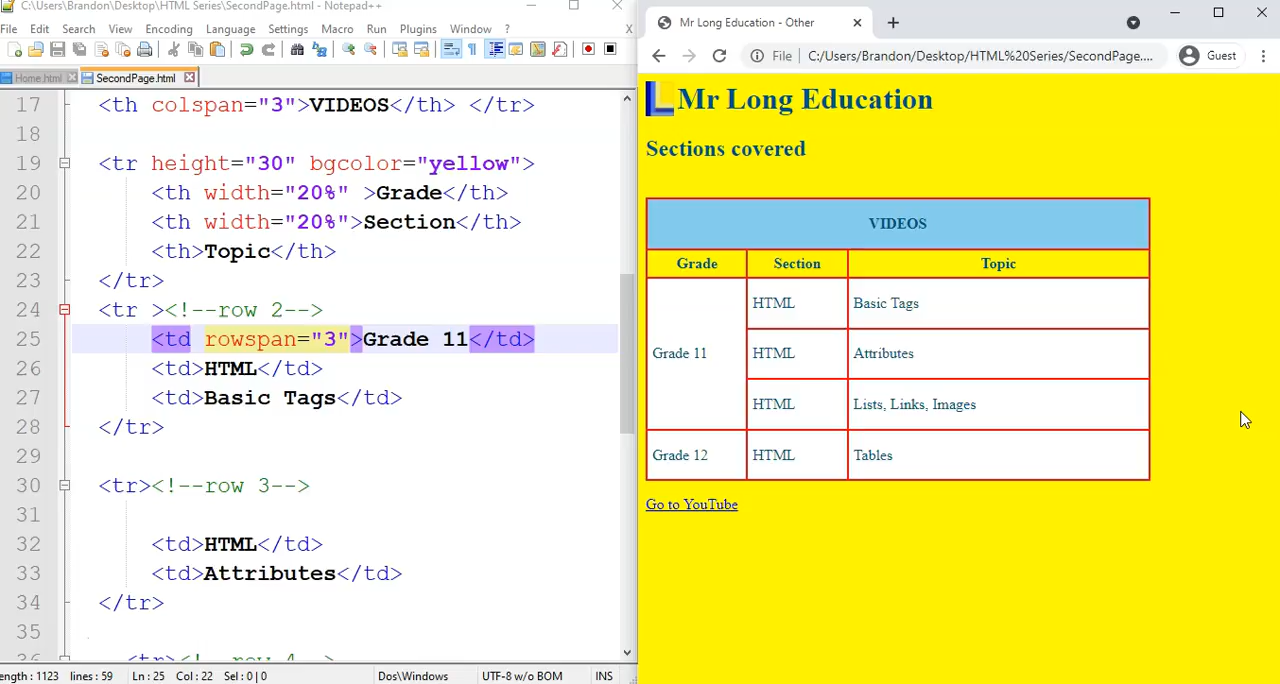 C:\Users\Brandon\Desktop\HTML Series\SecondPage.html - Notepad++
File Edit Search View Encoding Language Settings Macro Run Plugins Window ? X
Home.html SecondPage.html
17 <th colspan="3">VIDEOS</th> </tr>
18
19 <tr height="30" bgcolor="yellow">
20 <th width="20%" >Grade</th>
21 <th width="20%">Section</th>
22 <th>Topic</th>
23 </tr>
24 <tr ><!--row 2-->
25 <td rowspan="3">Grade 11</td>
26 <td>HTML</td>
27 <td>Basic Tags</td>
28 </tr>
29
30 <tr><!--row 3-->
31
32 <td>HTML</td>
33 <td>Attributes</td>
34 </tr>
35
36 <tr><!--row 4-->
ength : 1123 lines : 59 Ln : 25 Col : 22 Sel : 0 | 0 Dos\Windows UTF-8 w/o BOM INS
Mr Long Education - Other
File C:/Users/Brandon/Desktop/HTML%20Series/SecondPage.... Guest
Mr Long Education
Sections covered
VIDEOS
Grade Section Topic
Grade 11 HTML Basic Tags
HTML Attributes
HTML Lists, Links, Images
Grade 12 HTML Tables
Go to YouTube